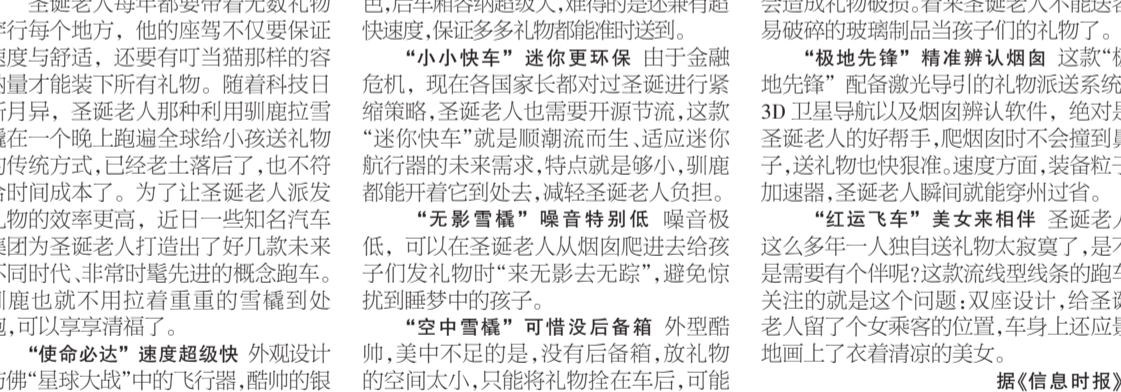 圣诞老人每年都要带着无数礼物
行每个地方，他的座驾不仅要保证
速度与舒适，还要有叮当猫那样的容
量才能装下所有礼物。随着科技日
新月异，圣诞老人那种利用驯鹿拉雪
橇在一个晚上跑遍全球给小孩送礼物
的传统方式，已经老土落后了，也不符
合时间成本了。为了让圣诞老人派发
礼物的效率更高，近日一些知名汽车
集团为圣诞老人打造出了好几款未来
不同时代、非常时髦先进的概念跑车。
驯鹿也就不用拉着重重的雪橇到处
跑，可以享享清福了。
“使命必达”速度超级快 外观设计
仿佛“星球大战”中的飞行器，酷帅的银
色，后车厢容纳超级大，难得的是还兼有超
快速度，保证多多礼物都能准时送到。
“小小快车”迷你更环保 由于金融
危机，现在各国家长都对过圣诞进行紧
缩策略，圣诞老人也需要开源节流，这款
“迷你快车”就是顺潮流而生、适应迷你
航行器的未来需求，特点就是够小，驯鹿
都能开着它到处去，减轻圣诞老人负担。
“无影雪橇”噪音特别低 噪音极
低，可以在圣诞老人从烟囱爬进去给孩
子们发礼物时“来无影去无踪”，避免惊
扰到睡梦中的孩子。
“空中雪橇”可惜没后备箱 外型酷
帅，美中不足的是，没有后备箱，放礼物
的空间太小，只能将礼物拴在车后，可能
会造成礼物破损。看来圣诞老人不能送容
易破碎的玻璃制品当孩子们的礼物了。
“极地先锋”精准辨认烟囱 这款“极
地先锋”配备激光导引的礼物派送系统
3D 卫星导航以及烟囱辨认软件，绝对是
圣诞老人的好帮手，爬烟囱时不会撞到鼻
子，送礼物也快狠准。速度方面，装备粒子
加速器，圣诞老人瞬间就能穿州过省。
“红运飞车”美女来相伴 圣诞老人
这么多年一人独自送礼物太寂寞了，是不
是需要有个伴呢？这款流线型线条的跑车
关注的就是这个问题：双座设计，给圣诞
老人留了个女乘客的位置，车身上还应景
地画上了衣着清凉的美女。
据《信息时报》